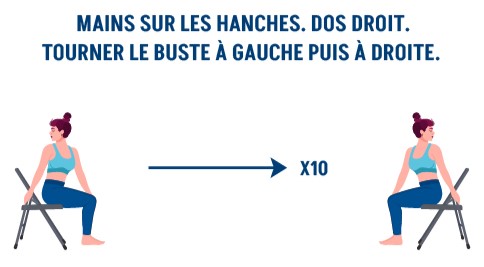 MAINS SUR LES HANCHES. DOS DROIT.
TOURNER LE BUSTE À GAUCHE PUIS À DROITE.
X10